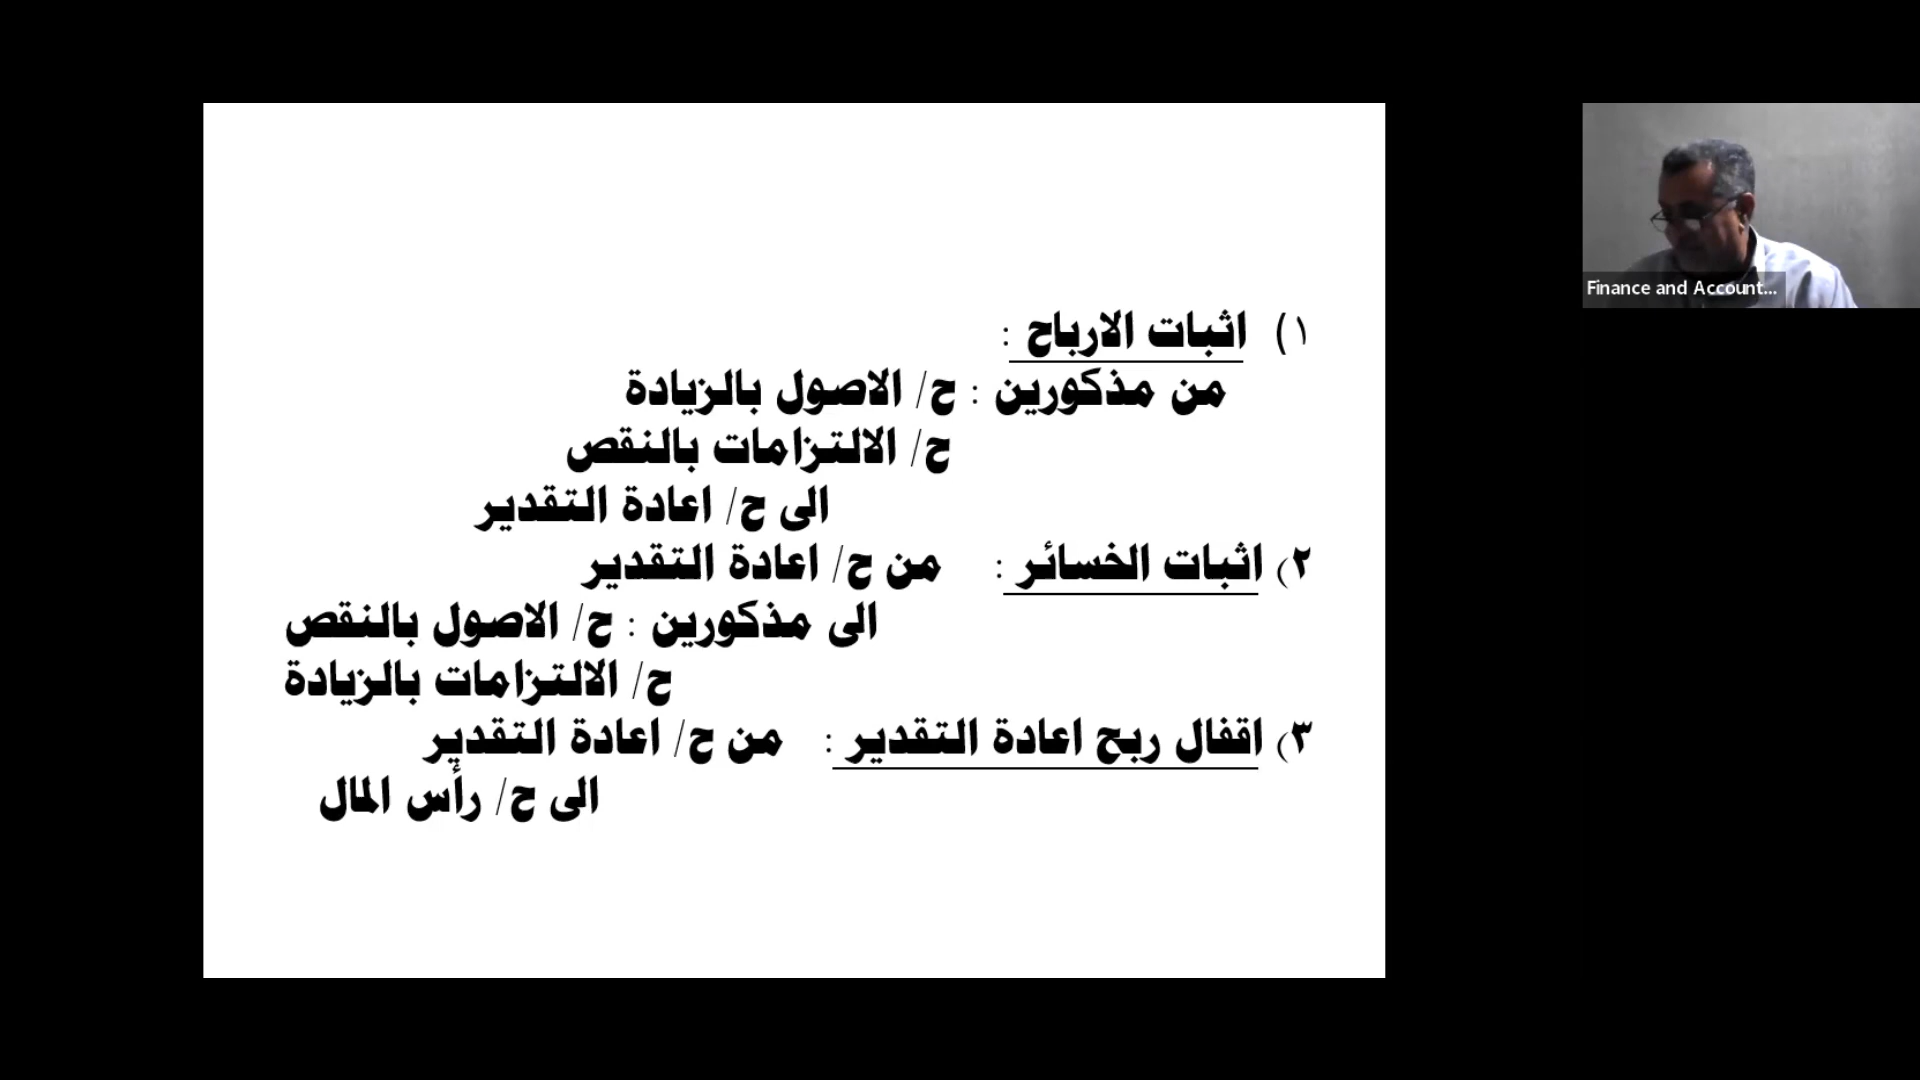 ١) اثبات الارباح :
من مذكورين : ح/ الاصول بالزيادة
ح/ الالتزامات بالنقص
الى ح/ اعادة التقدير
٢) اثبات الخسائر : من ح/ اعادة التقدير
الى مذكورين : ح/ الاصول بالنقص
ح/ الالتزامات بالزيادة
٣) اقفال ربح اعادة التقدير : من ح/ اعادة التقدير
الى ح/ رأس المال
Finance and Account...